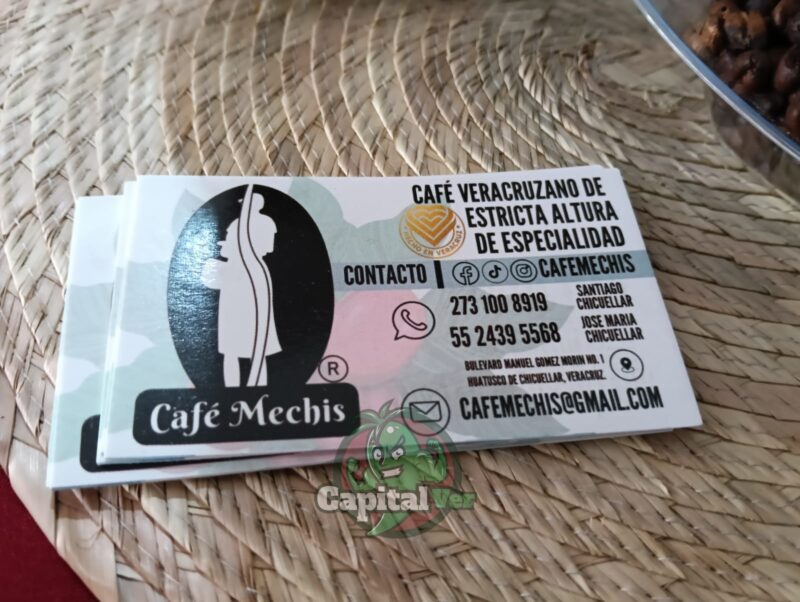 CAFÉ VERACRUZANO DE
ESTRICTA ALTURA
DE ESPECIALIDAD
HECHO EN VERACRUZ
CONTACTO | CAFEMECHIS
273 100 8919 SANTIAGO CHICUELLAR
55 2439 5568 JOSE MARIA CHICUELLAR
BULEVARD MANUEL GOMEZ MORIN NO. 1
HUATUSCO DE CHICUELLAR, VERACRUZ.
CAFEMECHIS@GMAIL.COM
®
Café Mechis
Capital Ver